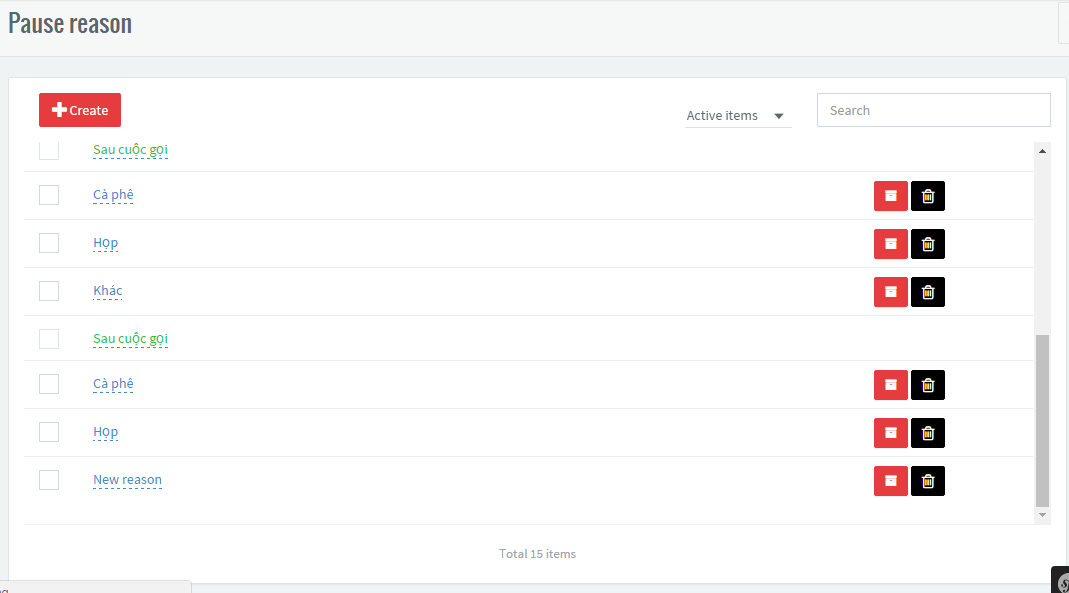 Pause reason
Create
Active items
Search
Sau cuộc gọi
Cà phê
Họp
Khác
Sau cuộc gọi
Cà phê
Họp
New reason
Total 15 items